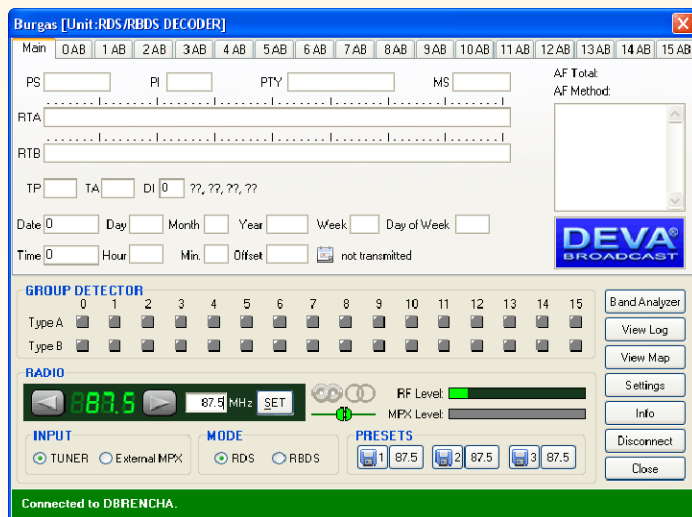 Burgas [Unit:RDS/RBDS DECODER]
Main 0AB 1AB 2AB 3AB 4AB 5AB 6AB 7AB 8AB 9AB 10AB 11AB 12AB 13AB 14AB 15AB
PS PI PTY MS AF Total:
AF Method:
RTA
RTB
TP TA DI 0 ??, ??, ??, ??
Date 0 Day Month Year Week Day of Week
DEVA®
BROADCAST
Time 0 Hour Min. Offset not transmitted
GROUP DETECTOR
0 1 2 3 4 5 6 7 8 9 10 11 12 13 14 15
Type A
Type B
Band Analyzer
View Log
View Map
Settings
Info
Disconnect
Close
RADIO
87.5 87.5 MHz SET
RF Level:
MPX Level:
INPUT MODE PRESETS
TUNER External MPX RDS RBDS 1 87.5 2 87.5 3 87.5
Connected to DBRENCHA.